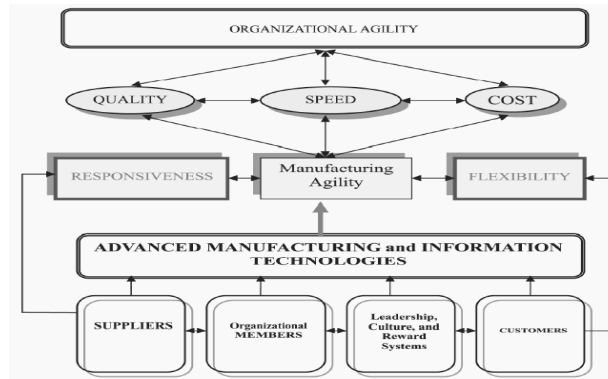 ORGANIZATIONAL AGILITY
QUALITY
SPEED
COST
RESPONSIVENESS
Manufacturing
Agility
FLEXIBILITY
ADVANCED MANUFACTURING and INFORMATION
TECHNOLOGIES
SUPPLIERS
Organizational
MEMBERS
Leadership,
Culture, and
Reward
Systems
CUSTOMERS